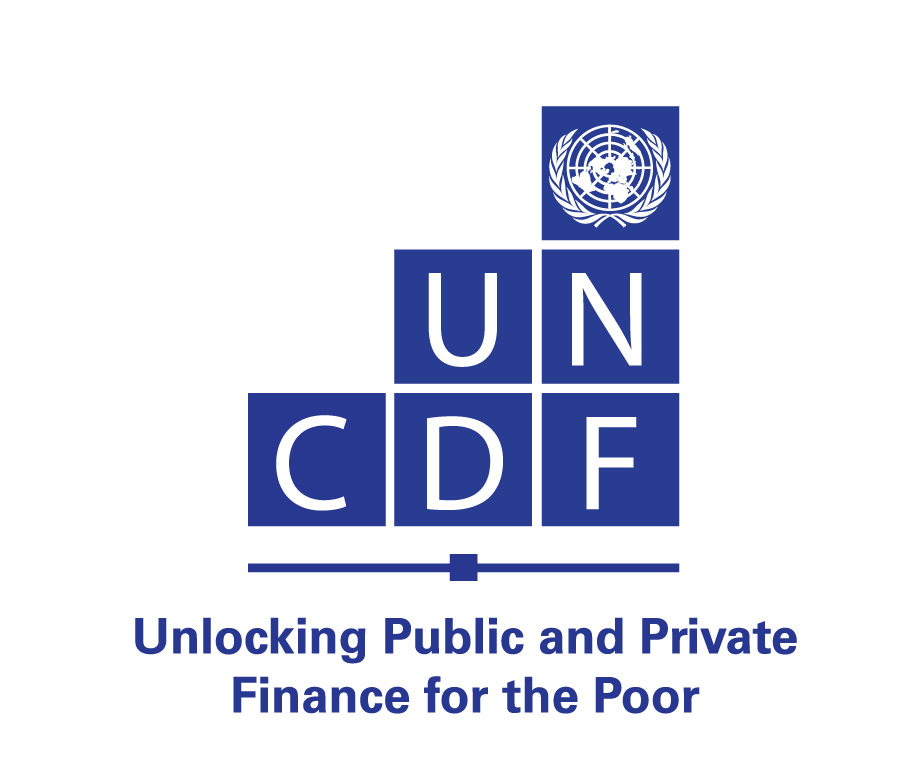 UN
CDF
Unlocking Public and Private
Finance for the Poor